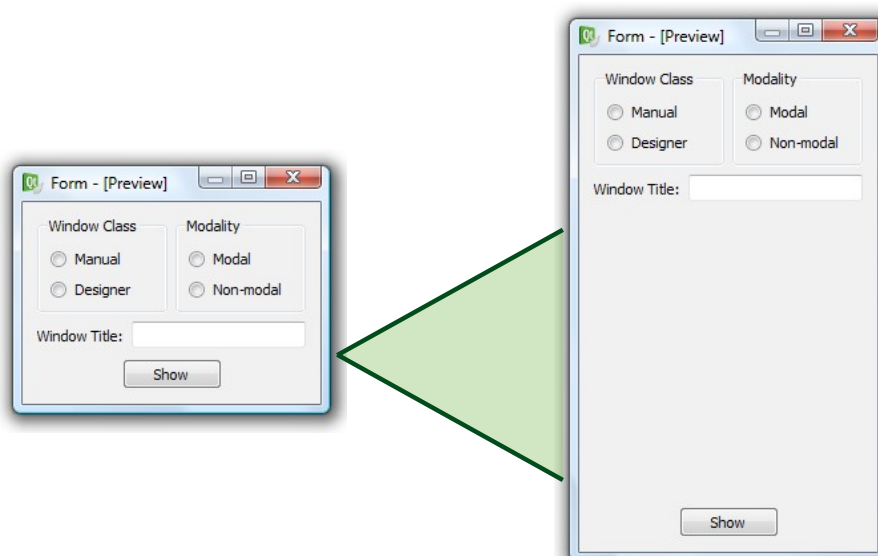 Form - [Preview]
Window Class
Modality
Manual
Modal
Designer
Non-modal
Window Title:
Show
Form - [Preview]
Window Class
Modality
Manual
Modal
Designer
Non-modal
Window Title:
Show